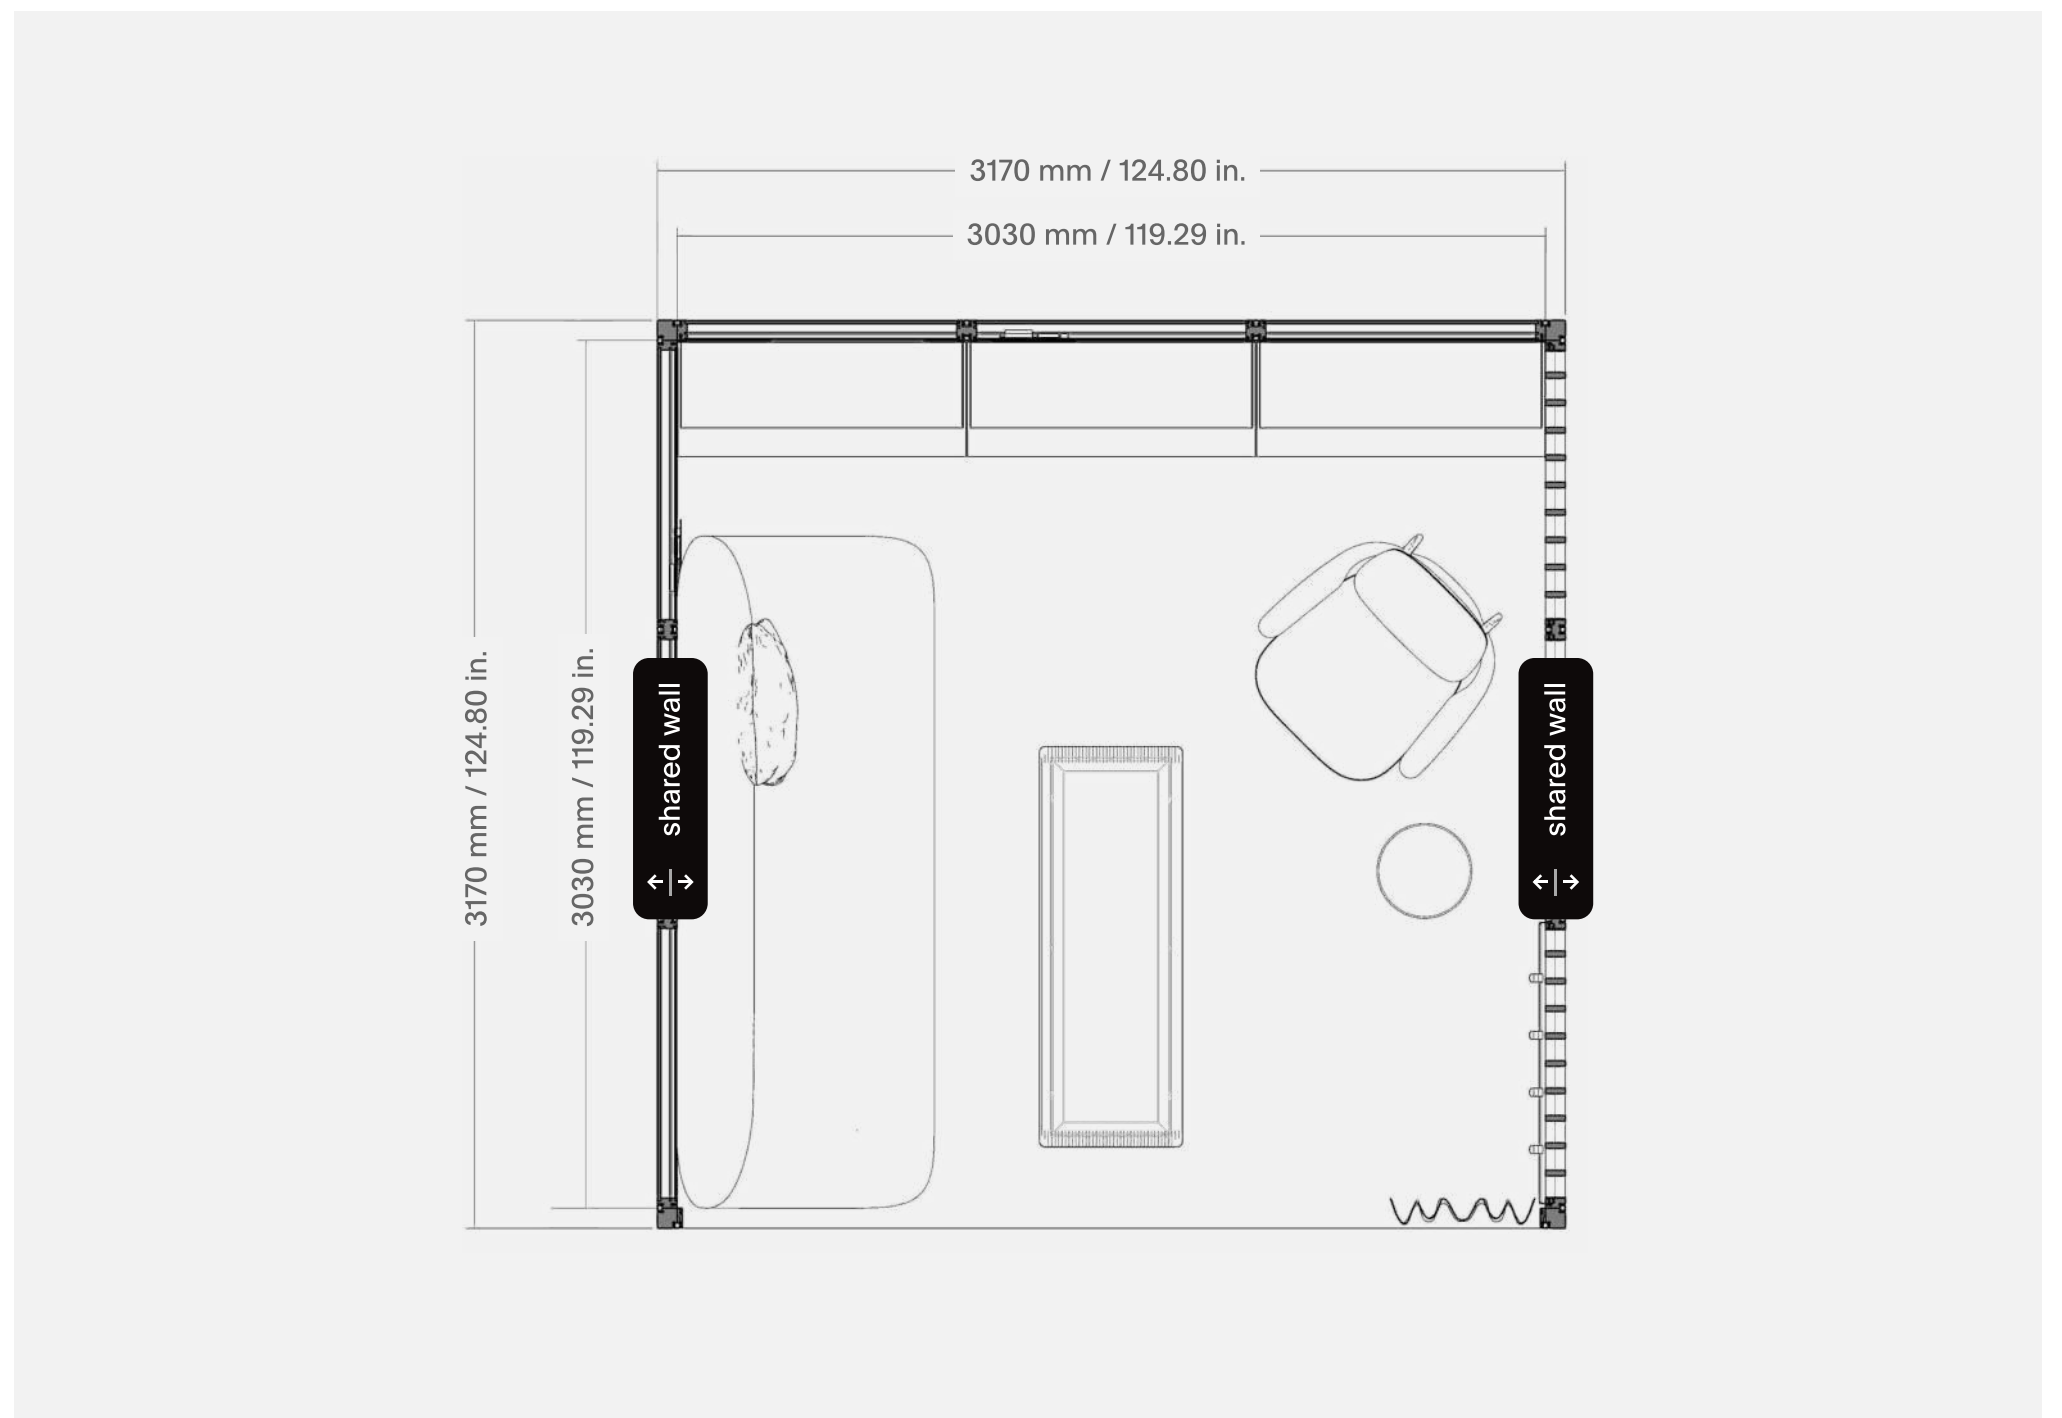 3170 mm / 124.80 in.
3030 mm / 119.29 in.
3170 mm / 124.80 in.
3030 mm / 119.29 in.
shared wall
shared wall